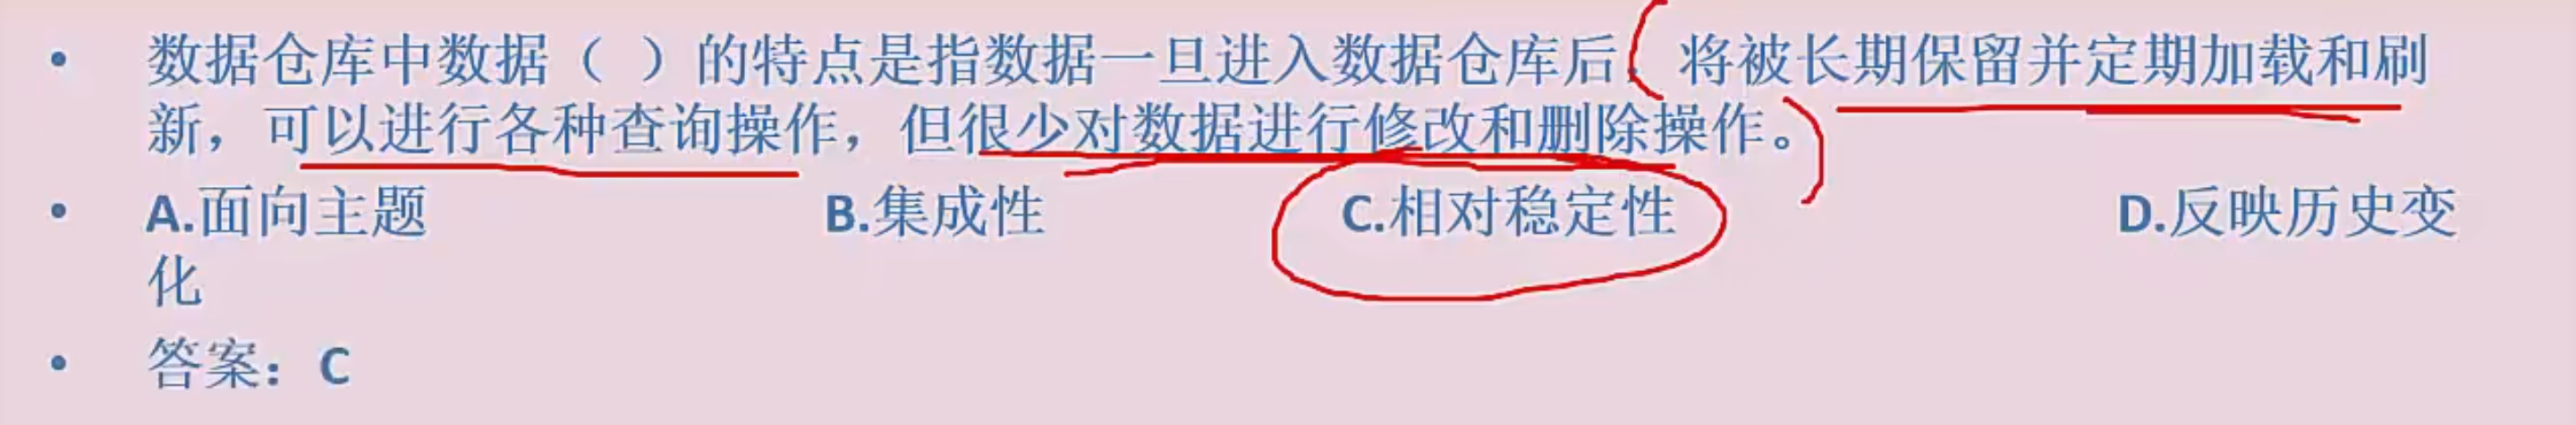 • 数据仓库中数据（ ）的特点是指数据一旦进入数据仓库后，将被长期保留并定期加载和刷
新，可以进行各种查询操作，但很少对数据进行修改和删除操作。
• A.面向主题 B.集成性 C.相对稳定性 D.反映历史变
化
• 答案：C